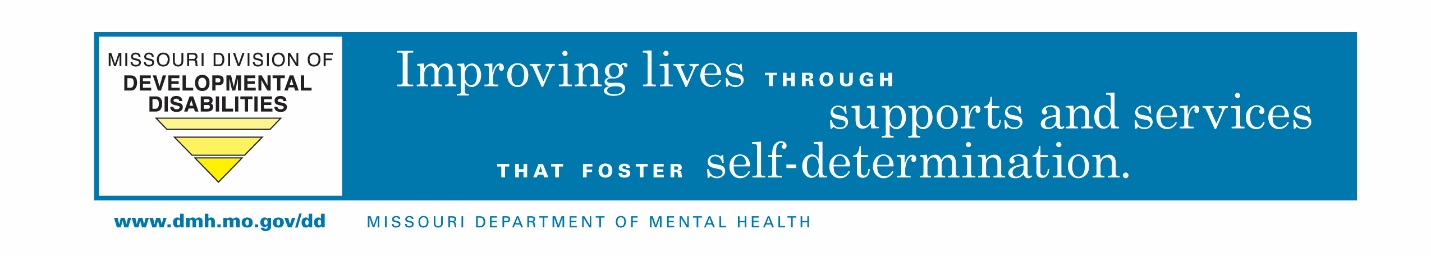 MISSOURI DIVISION OF
DEVELOPMENTAL
DISABILITIES
Improving lives THROUGH
supports and services
THAT FOSTER self-determination.
www.dmh.mo.gov/dd MISSOURI DEPARTMENT OF MENTAL HEALTH